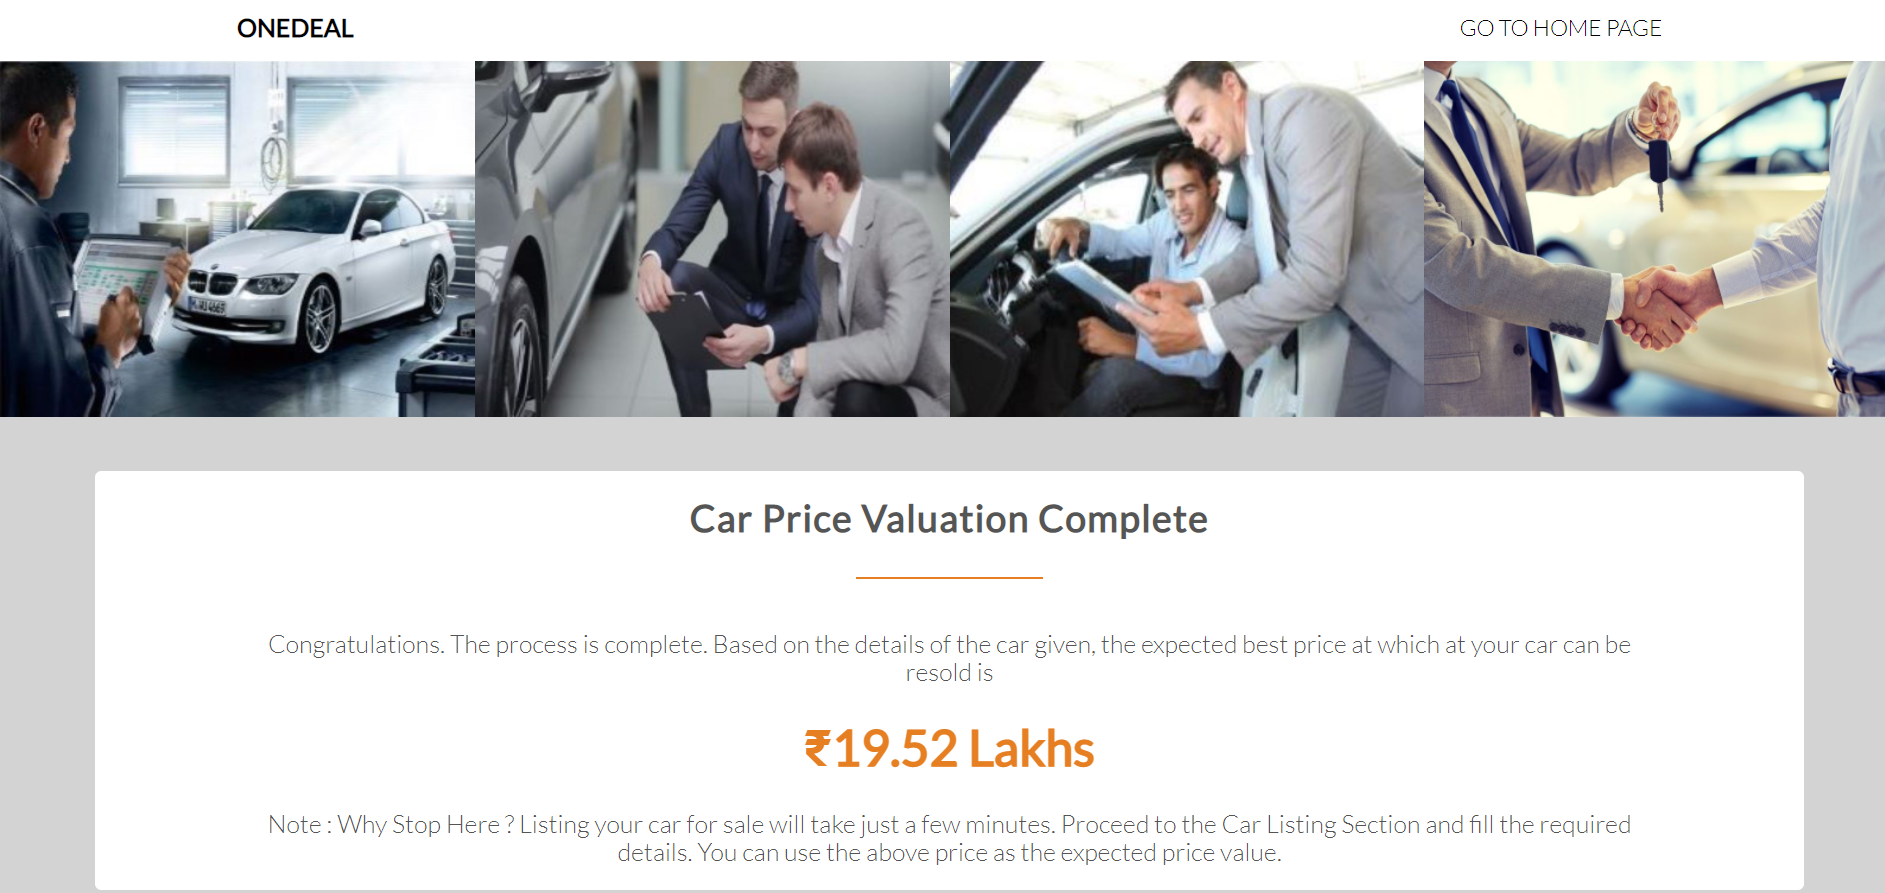 ONEDEAL
GO TO HOME PAGE
Car Price Valuation Complete
Congratulations. The process is complete. Based on the details of the car given, the expected best price at which at your car can be
resold is
₹19.52 Lakhs
Note : Why Stop Here ? Listing your car for sale will take just a few minutes. Proceed to the Car Listing Section and fill the required
details. You can use the above price as the expected price value.